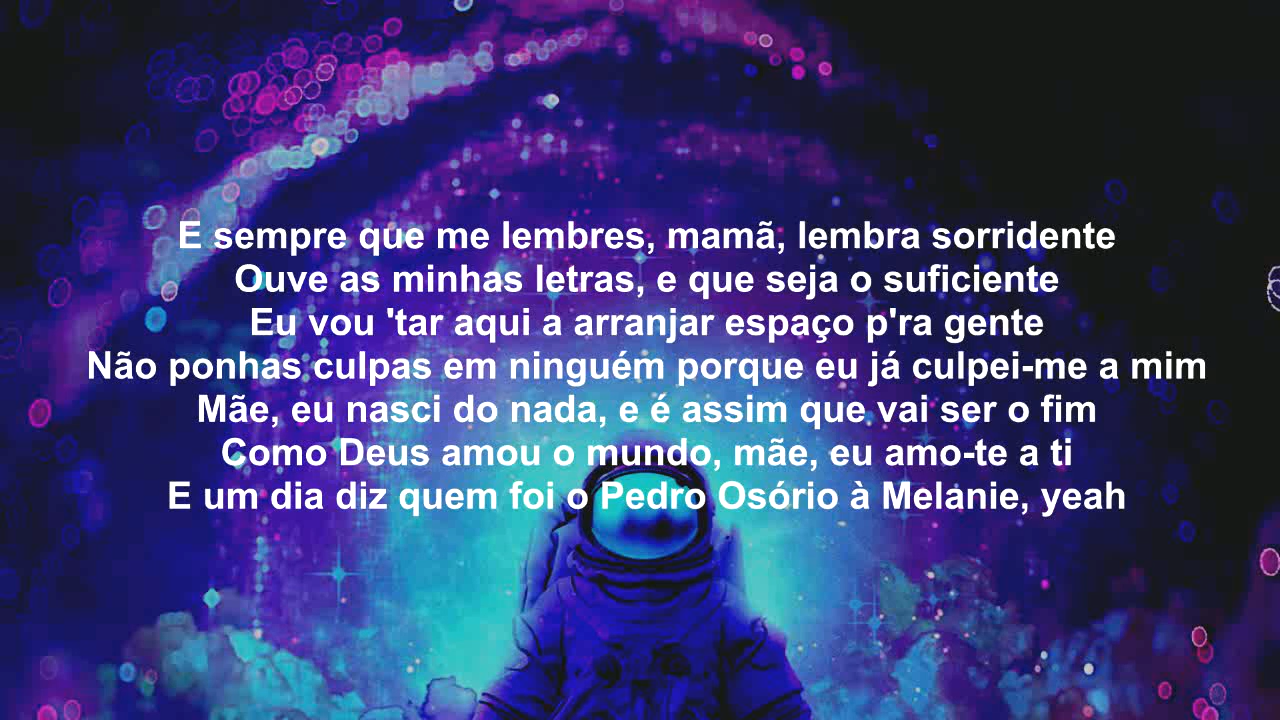 E sempre que me lembres, mamã, lembra sorridente
Ouve as minhas letras, e que seja o suficiente
Eu vou 'tar aqui a arranjar espaço p'ra gente
Não ponhas culpas em ninguém porque eu já culpei-me a mim
Mãe, eu nasci do nada, e é assim que vai ser o fim
Como Deus amou o mundo, mãe, eu amo-te a ti
E um dia diz quem foi o Pedro Osório à Melanie, yeah